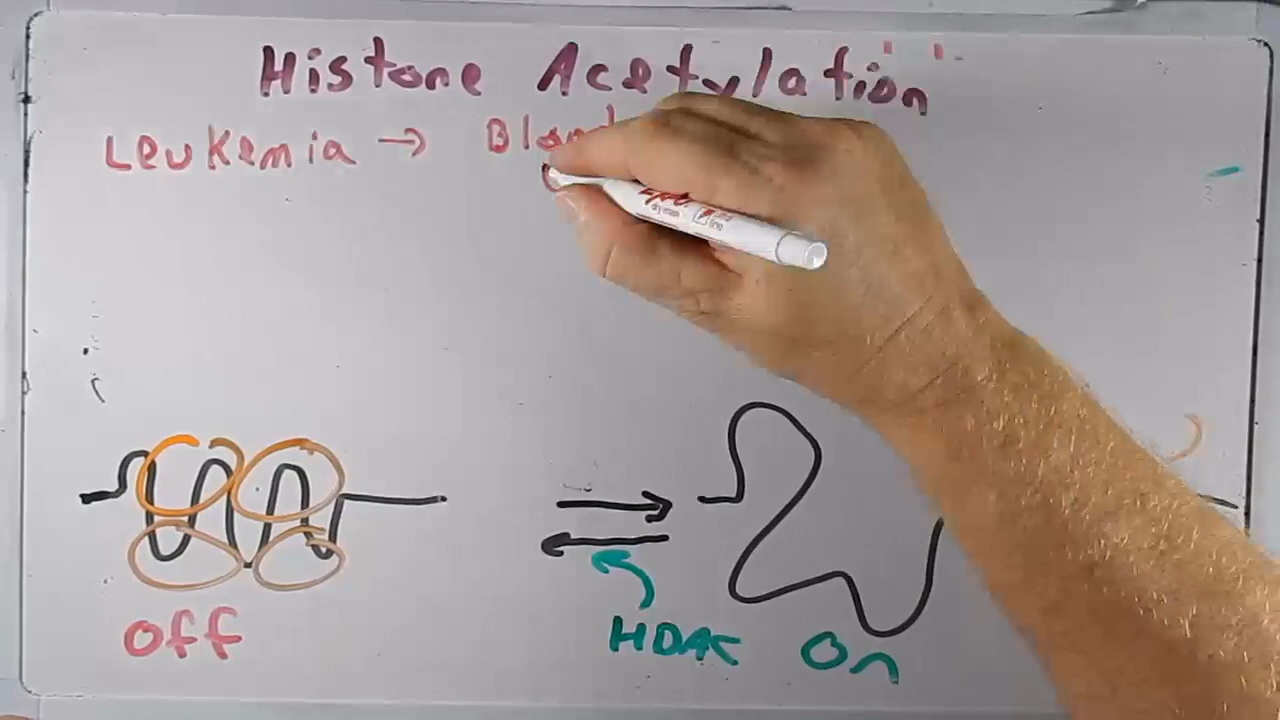 Histone Acetylation
Leukemia →
Off
HDAC
On